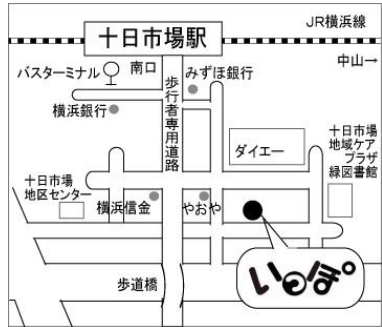 JR横浜線
十日市場駅
中山→
バスターミナル
南口
みずほ銀行
歩行者専用道路
横浜銀行
ダイエー
十日市場
地域ケア
プラザ
緑図書館
十日市場
地区センター
横浜信金
やおや
歩道橋
いっぽ°